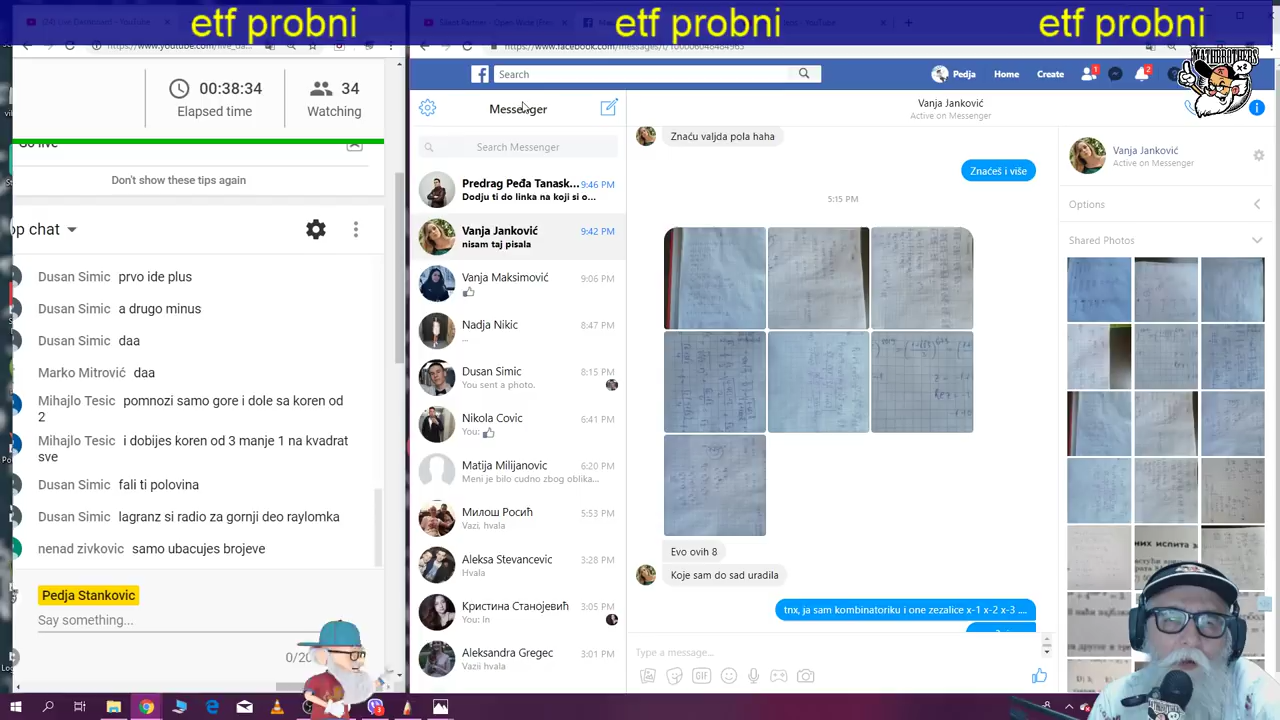 etf probni
etf probni
etf probni
00:38:34
Elapsed time
34
Watching
Don't show these tips again
op chat
Dusan Simic prvo ide plus
Dusan Simic a drugo minus
Dusan Simic daa
Marko Mitrović daa
Mihajlo Tesic pomnozi samo gore i dole sa koren od
2
Mihajlo Tesic i dobijes koren od 3 manje 1 na kvadrat
sve
Dusan Simic fali ti polovina
Dusan Simic lagranz si radio za gornji deo raylomka
nenad zivkovic samo ubacujes brojeve
Pedja Stankovic
Say something...
0/20
Search
Pedja
Home
Create
1
2
MATHROTHERS
Messenger
Search Messenger
Predrag Peđa Tanask... 9:46 PM
Dodju ti do linka na koji si o...
Vanja Janković 9:42 PM
nisam taj pisala
Vanja Maksimović 9:06 PM
Nadja Nikic 8:47 PM
...
Dusan Simic 8:15 PM
You sent a photo.
Nikola Covic 6:41 PM
You:
Matija Milijanovic 6:20 PM
Meni je bilo cudno zbog oblika...
Милош Росић 5:53 PM
Vazi, hvala
Aleksa Stevancevic 3:28 PM
Hvala
Кристина Станојевић 3:05 PM
You: In
Aleksandra Gregec 3:01 PM
Vazii hvala
Vanja Janković
Active on Messenger
Znaću valjda pola haha
Znaćeš i više
5:15 PM
Evo ovih 8
Koje sam do sad uradila
tnx, ja sam kombinatoriku i one zezalice x-1 x-2 x-3 ....
Type a message...
GIF
Vanja Janković
Active on Messenger
Options
Shared Photos
них испита